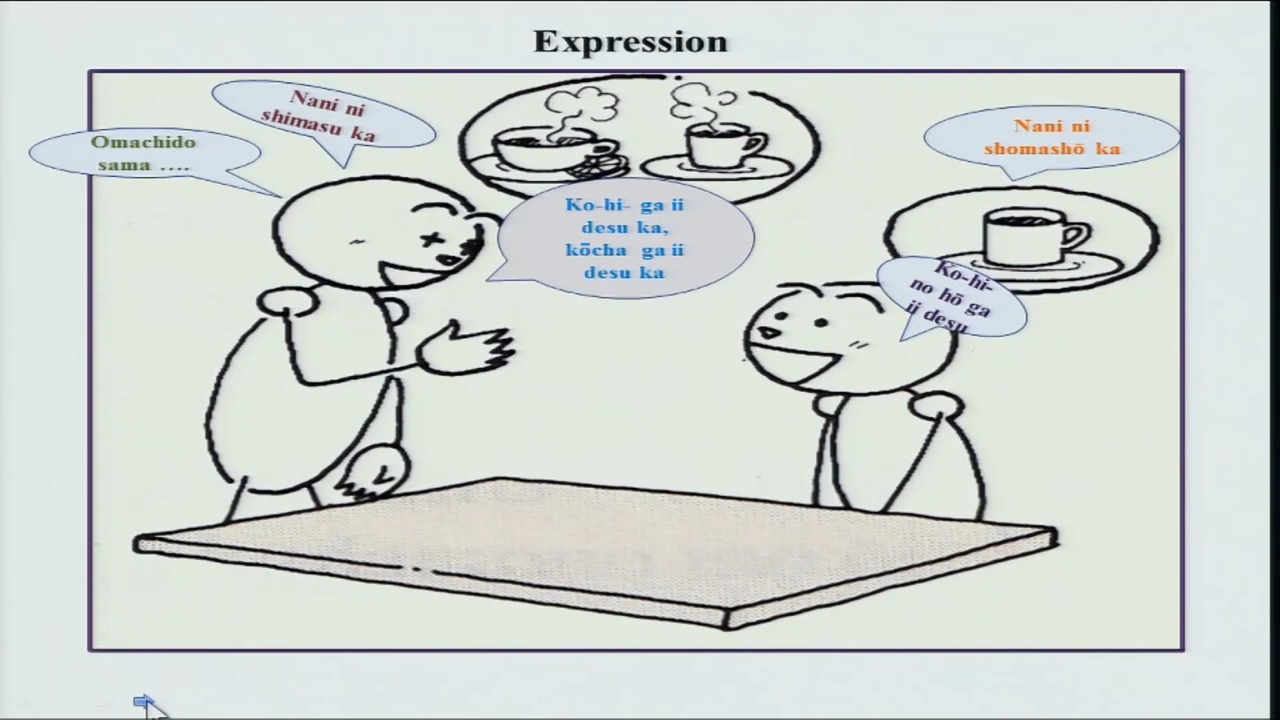 Expression
Nani ni
shimasu ka
Omachido
sama ....
Nani ni
shomashō ka
Ko-hi- ga ii
desu ka,
kōcha ga ii
desu ka
Ko-hi-
no hō ga
ii desu